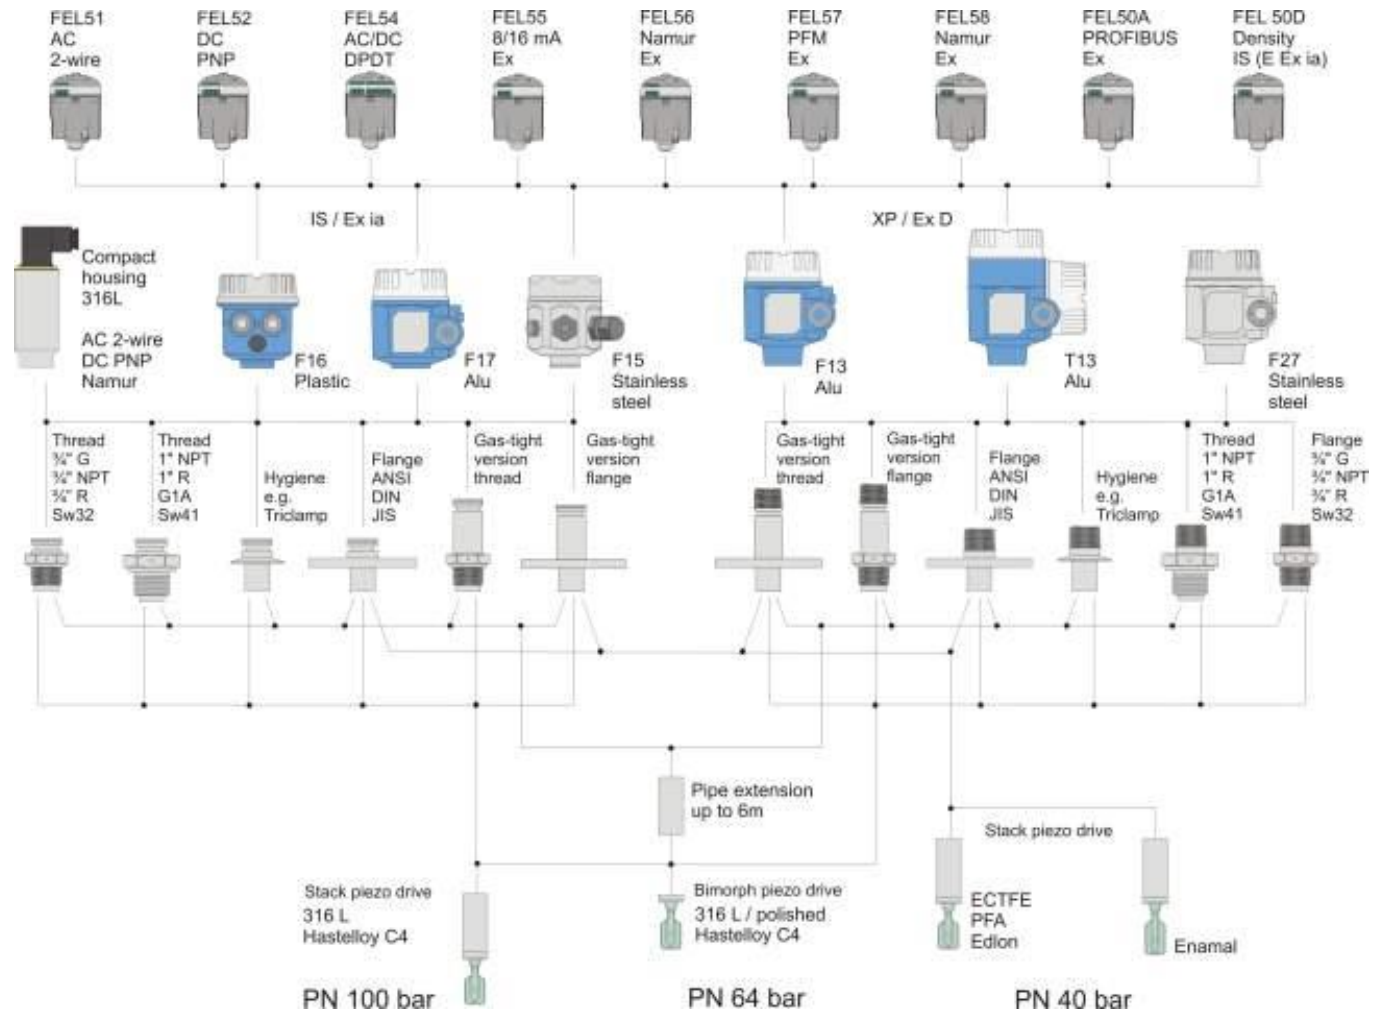 FEL51
AC
2-wire
FEL52
DC
PNP
FEL54
AC/DC
DPDT
FEL55
8/16 mA
Ex
FEL56
Namur
Ex
FEL57
PFM
Ex
FEL58
Namur
Ex
FEL50A
PROFIBUS
Ex
FEL 50D
Density
IS (E Ex ia)
IS / Ex ia
XP / Ex D
Compact
housing
316L
AC 2-wire
DC PNP
Namur
F16
Plastic
F17
Alu
F15
Stainless
steel
F13
Alu
T13
Alu
F27
Stainless
steel
Thread
¾" G
¾" NPT
¾" R
Sw32
Thread
1" NPT
1" R
G1A
Sw41
Hygiene
e.g.
Triclamp
Flange
ANSI
DIN
JIS
Gas-tight
version
thread
Gas-tight
version
flange
Gas-tight
version
thread
Gas-tight
version
flange
Flange
ANSI
DIN
JIS
Hygiene
e.g.
Triclamp
Thread
1" NPT
1" R
G1A
Sw41
Flange
¾" G
¾" NPT
¾" R
Sw32
Pipe extension
up to 6m
Stack piezo drive
Stack piezo drive
316 L
Hastelloy C4
Bimorph piezo drive
316 L / polished
Hastelloy C4
ECTFE
PFA
Edlon
Enamal
PN 100 bar
PN 64 bar
PN 40 bar